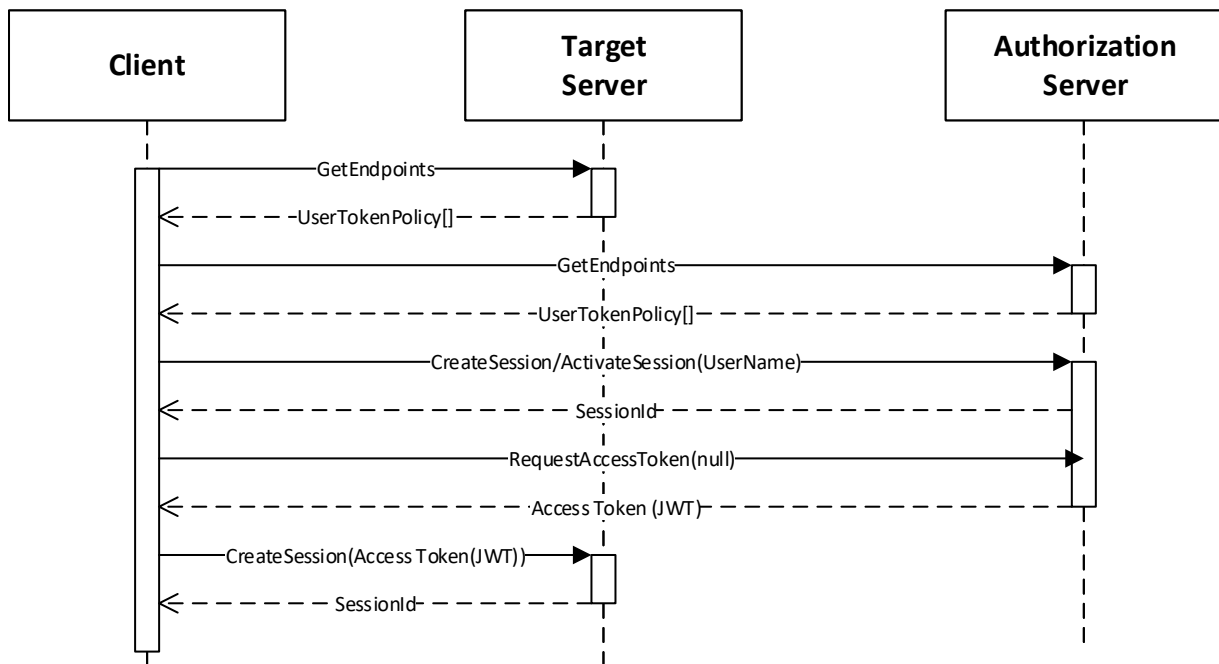 Client
Target
Server
Authorization
Server
GetEndpoints
UserTokenPolicy[]
GetEndpoints
UserTokenPolicy[]
CreateSession/ActivateSession(UserName)
SessionId
RequestAccessToken(null)
Access Token (JWT)
CreateSession(Access Token(JWT))
SessionId